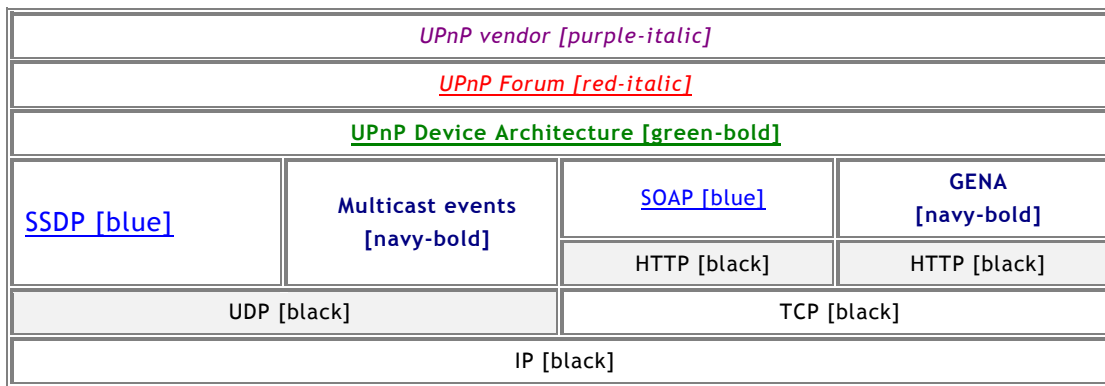 UPnP vendor [purple-italic]
UPnP Forum [red-italic]
UPnP Device Architecture [green-bold]
SSDP [blue]
Multicast events
[navy-bold]
SOAP [blue]
GENA
[navy-bold]
HTTP [black]
HTTP [black]
UDP [black]
TCP [black]
IP [black]